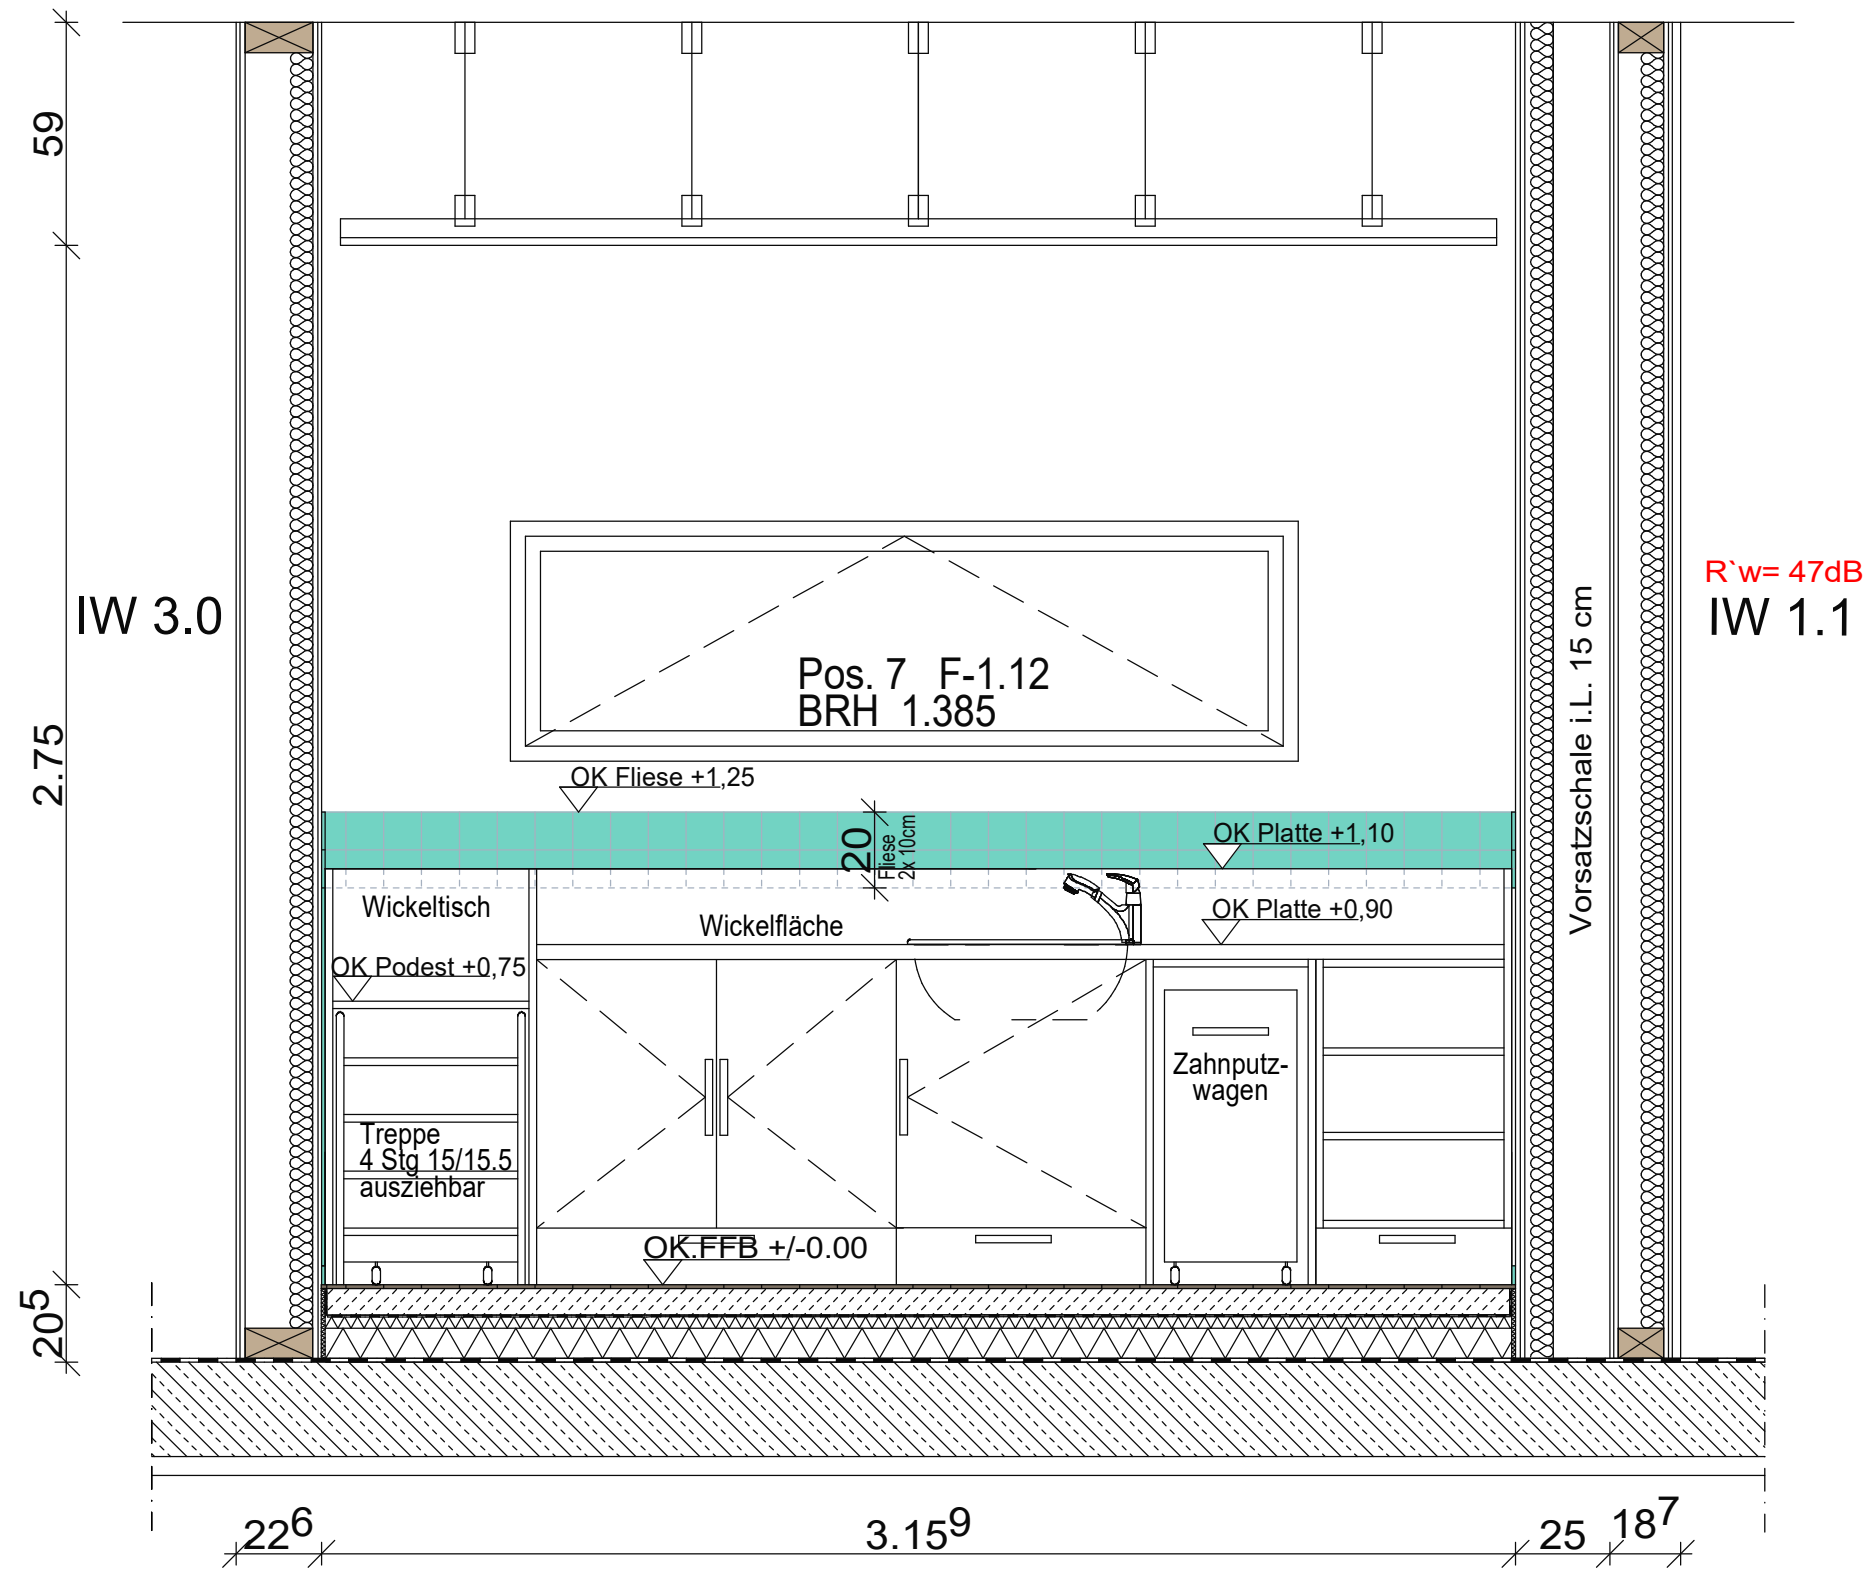 59
2.75
20⁵
IW 3.0
R`w= 47dB
IW 1.1
Vorsatzschale i.L. 15 cm
Pos. 7 F-1.12
BRH 1.385
OK Fliese +1,25
20
Fliese
2x 10cm
OK Platte +1,10
Wickeltisch
Wickelfläche
OK Platte +0,90
OK Podest +0,75
Zahnputz-
wagen
Treppe
4 Stg 15/15.5
ausziehbar
OK.FFB +/-0.00
22⁶
3.15⁹
25
18⁷